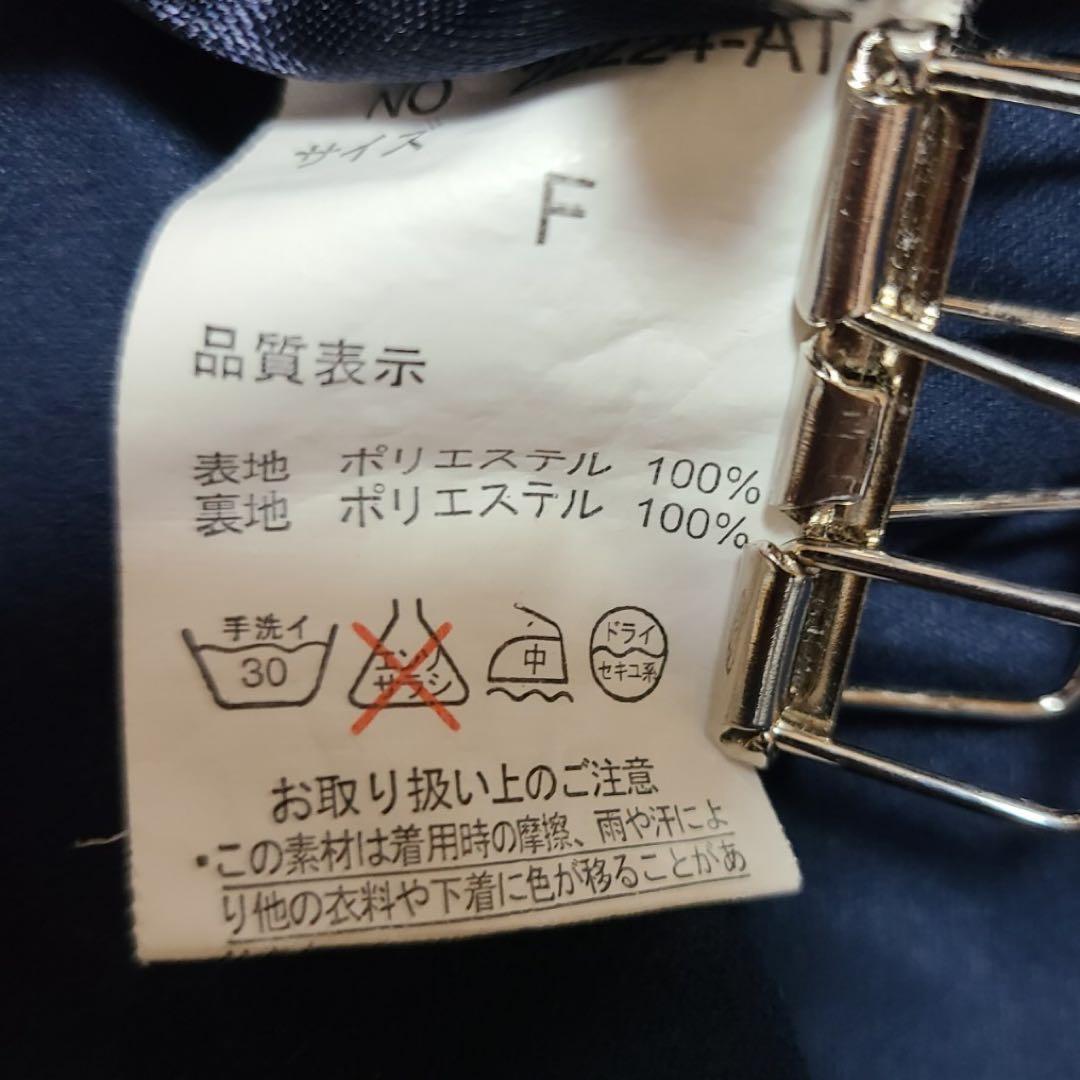 NO
サイズ
F
品質表示
表地 ポリエステル 100%
裏地 ポリエステル 100%
手洗イ
30
エンソ
サラシ
中
ドライ
セキユ系
お取り扱い上のご注意
・この素材は着用時の摩擦、雨や汗によ
り他の衣料や下着に色が移ることがあ